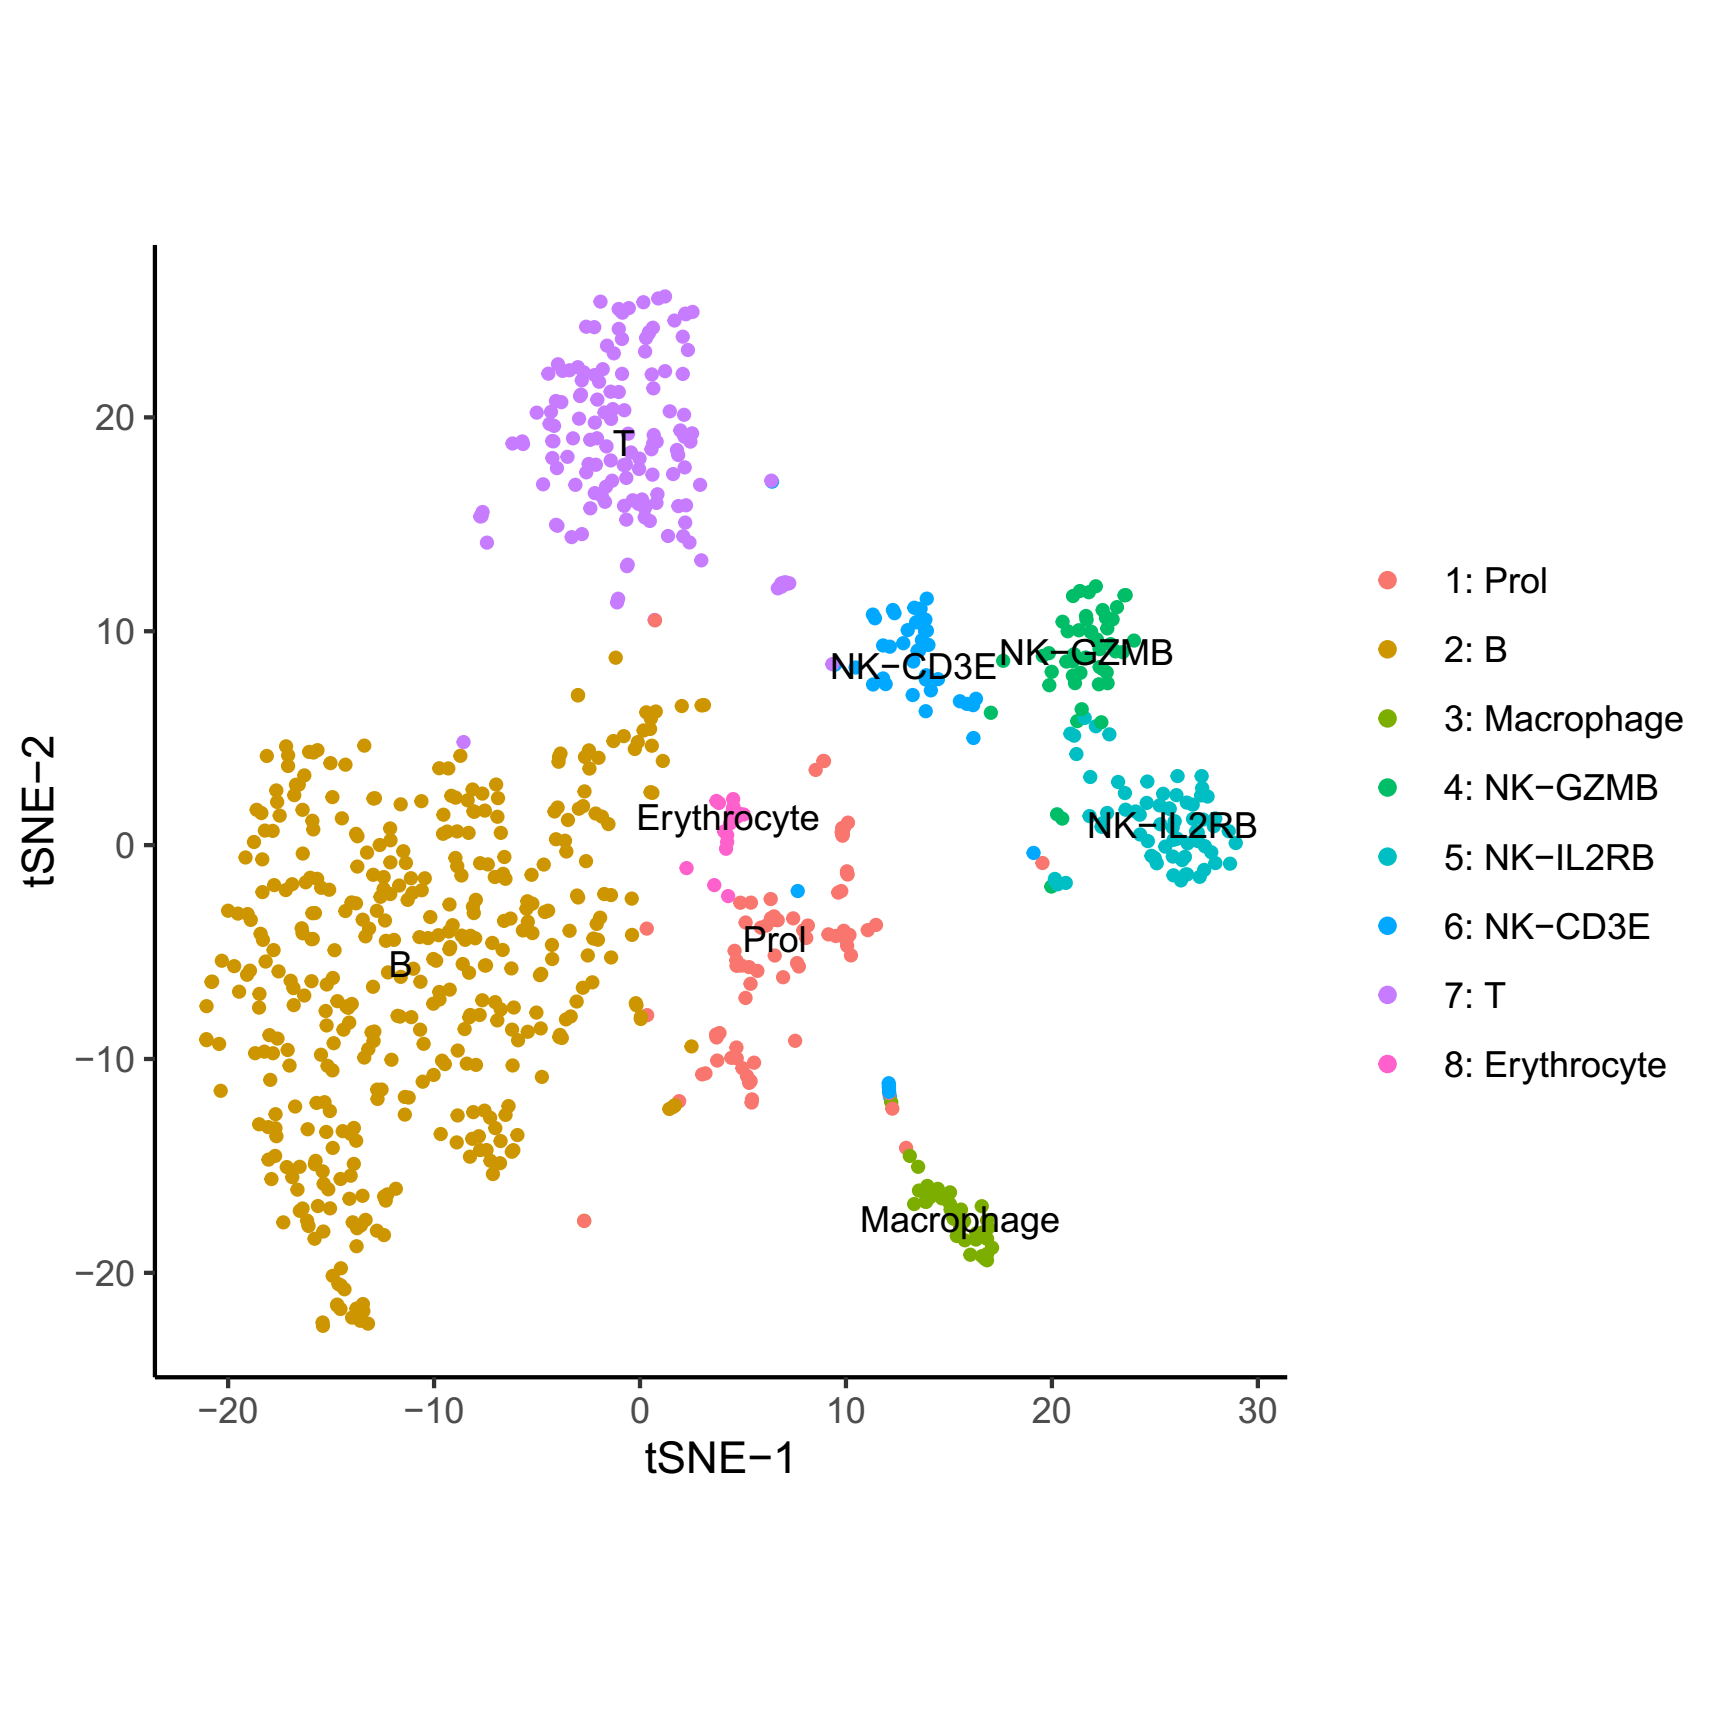 20
10
0
−10
−20
tSNE−2
−20
−10
0
10
20
30
tSNE−1
T
NK−CD3E
NK−GZMB
Erythrocyte
NK−IL2RB
Prol
B
Macrophage
1: Prol
2: B
3: Macrophage
4: NK−GZMB
5: NK−IL2RB
6: NK−CD3E
7: T
8: Erythrocyte